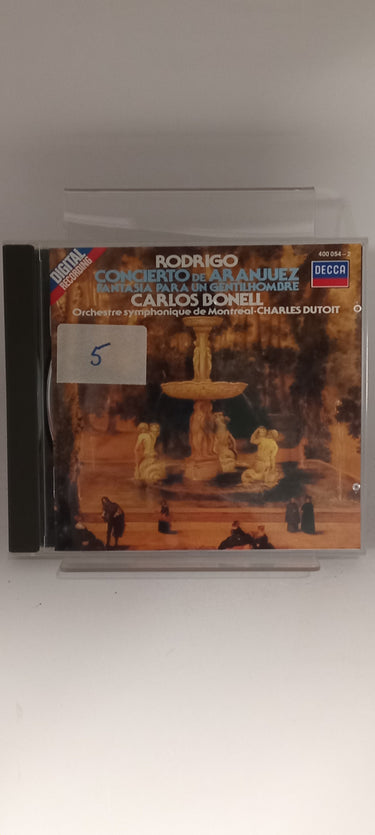 DIGITAL
RECORDING
RODRIGO
CONCIERTO DE ARANJUEZ
FANTASIA PARA UN GENTILHOMBRE
CARLOS BONELL
Orchestre symphonique de Montreal·CHARLES DUTOIT
400 054-2
DECCA
5